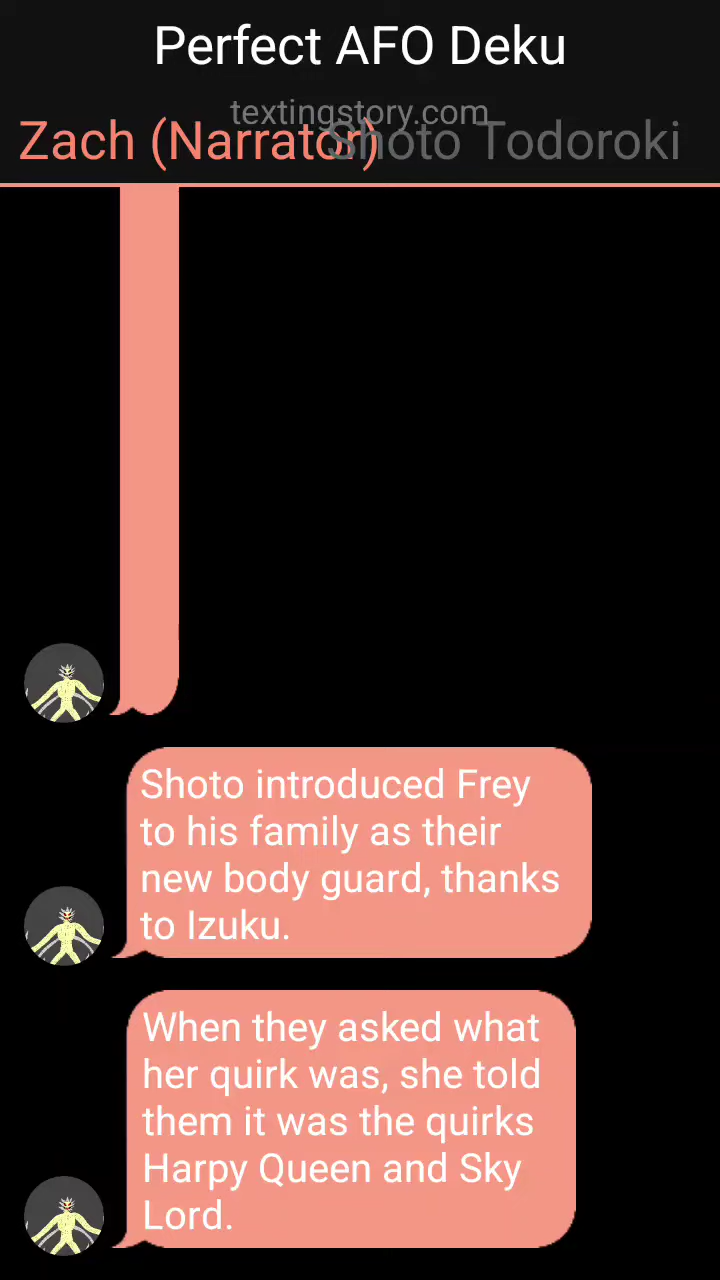 Perfect AFO Deku
textingstory.com
Zach (Narrator) Shoto Todoroki
Shoto introduced Frey
to his family as their
new body guard, thanks
to Izuku.
When they asked what
her quirk was, she told
them it was the quirks
Harpy Queen and Sky
Lord.